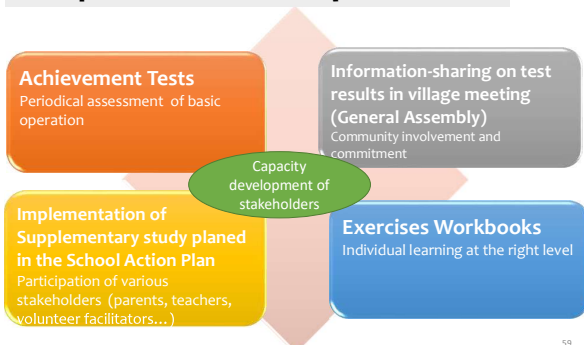 Achievement Tests
Periodical assessment of basic
operation
Information-sharing on test
results in village meeting
(General Assembly)
Community involvement and
commitment
Capacity
development of
stakeholders
Implementation of
Supplementary study planed
in the School Action Plan
Participation of various
stakeholders (parents, teachers,
volunteer facilitators…)
Exercises Workbooks
Individual learning at the right level
59